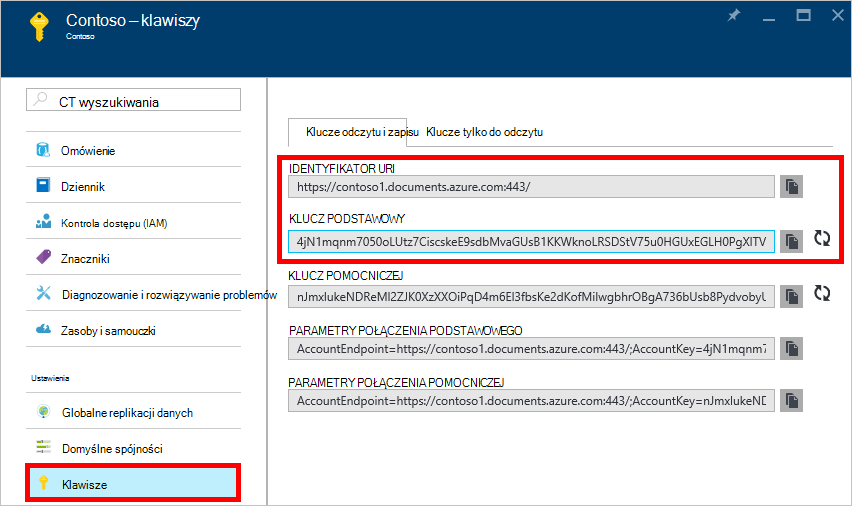 Contoso – klawiszy
Contoso
CT wyszukiwania
Omówienie
Dziennik
Kontrola dostępu (IAM)
Znaczniki
Diagnozowanie i rozwiązywanie problemów
Zasoby i samouczki
Ustawienia
Globalne replikacji danych
Domyślne spójności
Klawisze
Klucze odczytu i zapisu Klucze tylko do odczytu
IDENTYFIKATOR URI
https://contoso1.documents.azure.com:443/
KLUCZ PODSTAWOWY
4jN1mqnm7050oLUtz7CiscskeE9sdbMvaGUsB1KKWknoLRSDStV75u0HGUxEGLH0PgXlTV
KLUCZ POMOCNICZEJ
nJmxlukeNDReMI2ZJK0XzXXOiPqD4m6EI3fbsKe2dKofMiIwgbhrOBgA736bUsb8PydvobyU
PARAMETRY POŁĄCZENIA PODSTAWOWEGO
AccountEndpoint=https://contoso1.documents.azure.com:443/;AccountKey=4jN1mqnm7
PARAMETRY POŁĄCZENIA POMOCNICZEJ
AccountEndpoint=https://contoso1.documents.azure.com:443/;AccountKey=nJmxlukeND